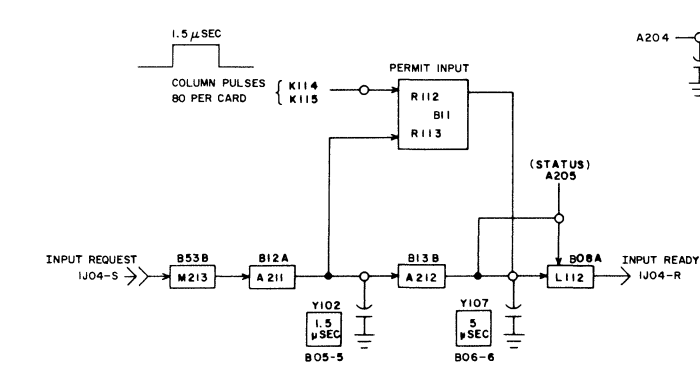 1.5 μSEC
A204
PERMIT INPUT
COLUMN PULSES
80 PER CARD
K114
K115
R112
B11
R113
(STATUS)
A205
INPUT REQUEST
1J04-S
B53B
M213
B12A
A211
B13B
A212
B08A
L112
INPUT READY
1J04-R
Y102
1.5
μSEC
B05-5
Y107
5
μSEC
B06-6